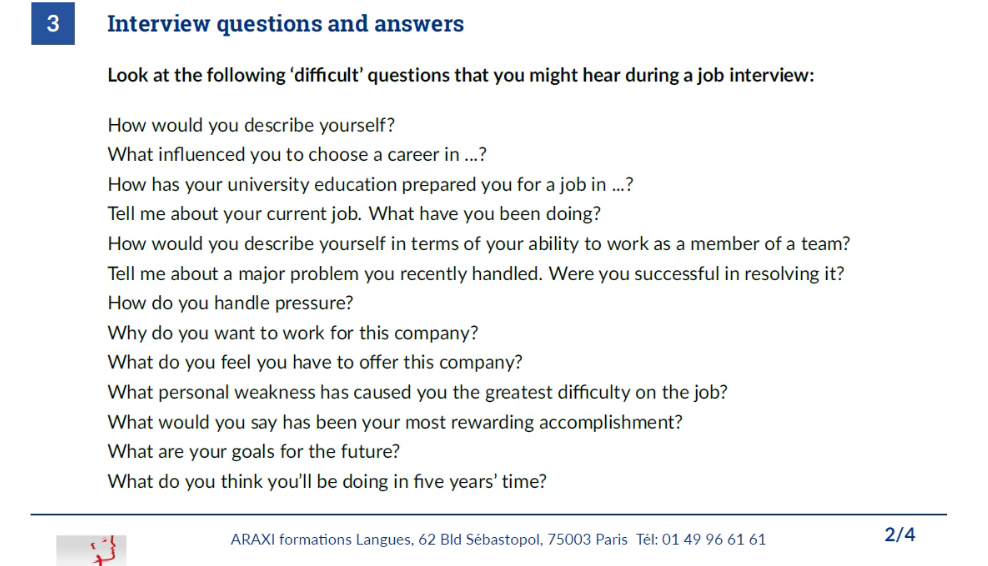 3 Interview questions and answers
Look at the following ‘difficult’ questions that you might hear during a job interview:
How would you describe yourself?
What influenced you to choose a career in ...?
How has your university education prepared you for a job in ...?
Tell me about your current job. What have you been doing?
How would you describe yourself in terms of your ability to work as a member of a team?
Tell me about a major problem you recently handled. Were you successful in resolving it?
How do you handle pressure?
Why do you want to work for this company?
What do you feel you have to offer this company?
What personal weakness has caused you the greatest difficulty on the job?
What would you say has been your most rewarding accomplishment?
What are your goals for the future?
What do you think you’ll be doing in five years’ time?
ARAXI formations Langues, 62 Bld Sébastopol, 75003 Paris Tél: 01 49 96 61 61
2/4